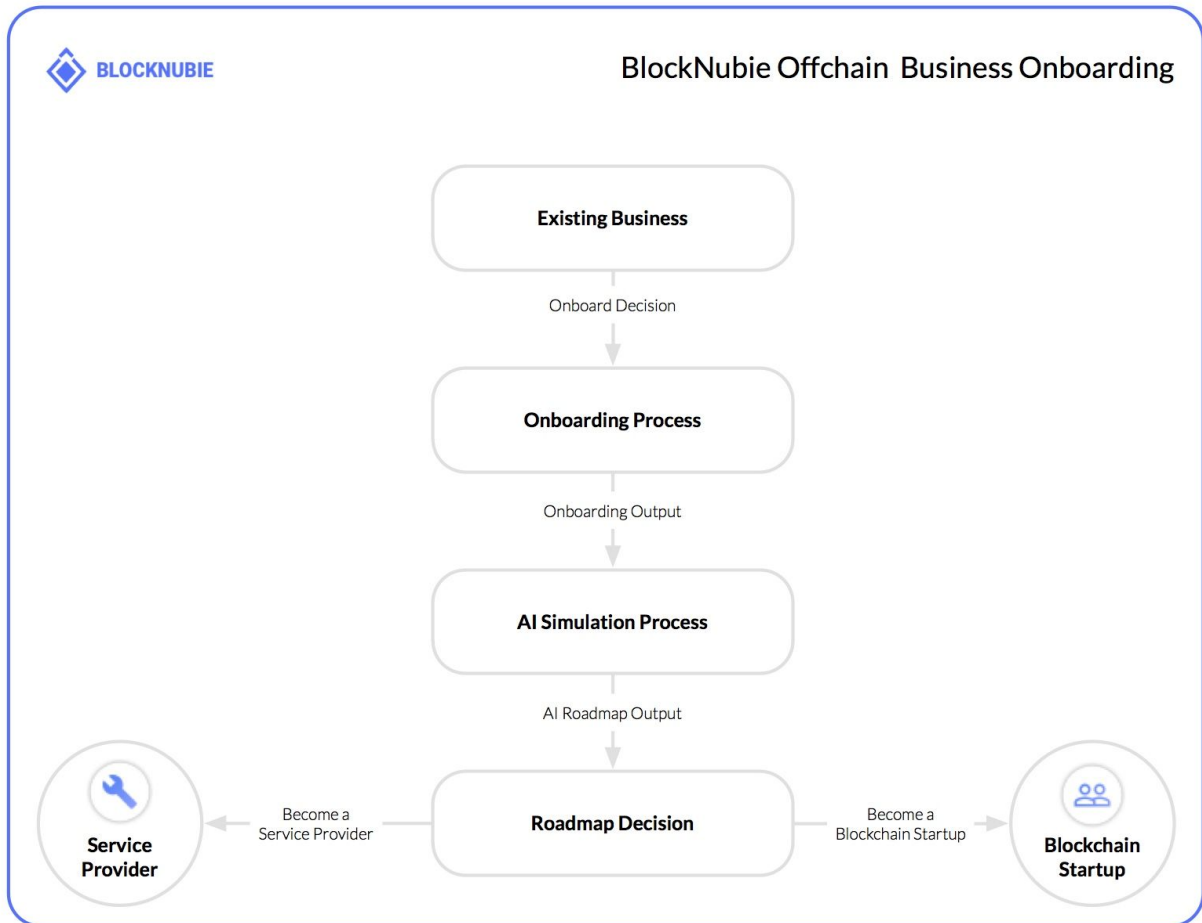 BLOCKNUBIE
BlockNubie Offchain Business Onboarding
Existing Business
Onboard Decision
Onboarding Process
Onboarding Output
AI Simulation Process
AI Roadmap Output
Service
Provider
Become a
Service Provider
Roadmap Decision
Become a
Blockchain Startup
Blockchain
Startup